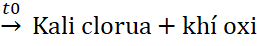 t0
→ Kali clorua + khí oxi